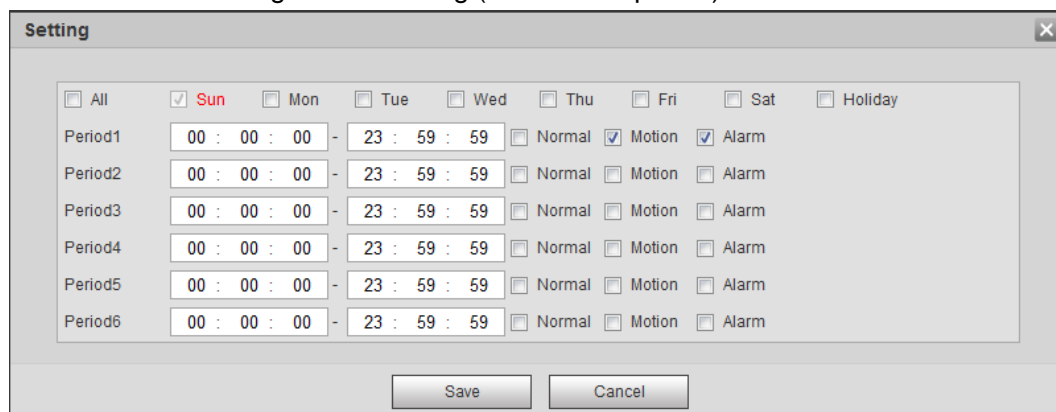 Setting
All Sun Mon Tue Wed Thu Fri Sat Holiday
Period1 00 : 00 : 00 - 23 : 59 : 59 Normal Motion Alarm
Period2 00 : 00 : 00 - 23 : 59 : 59 Normal Motion Alarm
Period3 00 : 00 : 00 - 23 : 59 : 59 Normal Motion Alarm
Period4 00 : 00 : 00 - 23 : 59 : 59 Normal Motion Alarm
Period5 00 : 00 : 00 - 23 : 59 : 59 Normal Motion Alarm
Period6 00 : 00 : 00 - 23 : 59 : 59 Normal Motion Alarm
Save Cancel